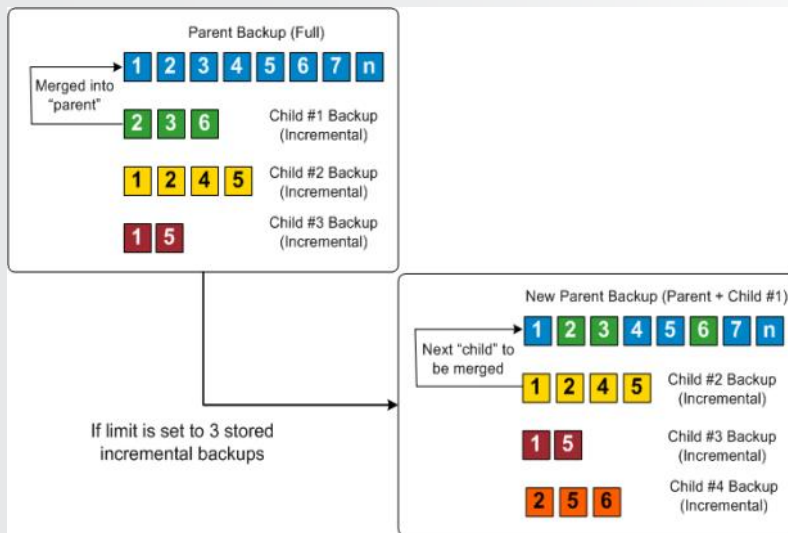 Parent Backup (Full)
1 2 3 4 5 6 7 n
Merged into
"parent"
2 3 6
Child #1 Backup
(Incremental)
1 2 4 5
Child #2 Backup
(Incremental)
1 5
Child #3 Backup
(Incremental)
New Parent Backup (Parent + Child #1)
1 2 3 4 5 6 7 n
Next "child" to
be merged
1 2 4 5
Child #2 Backup
(Incremental)
1 5
Child #3 Backup
(Incremental)
2 5 6
Child #4 Backup
(Incremental)
If limit is set to 3 stored
incremental backups